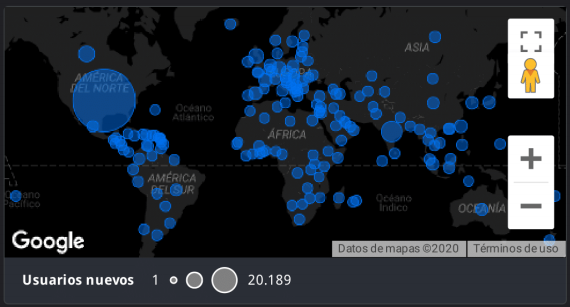 ASIA
AMÉRICA
DEL NORTE
Océano
Atlántico
ÁFRICA
AMÉRICA
DEL SUR
Océano
Pacífico
Océano
Índico
OCEANÍA
Google
Datos de mapas ©2020
Términos de uso
Usuarios nuevos 1 20.189